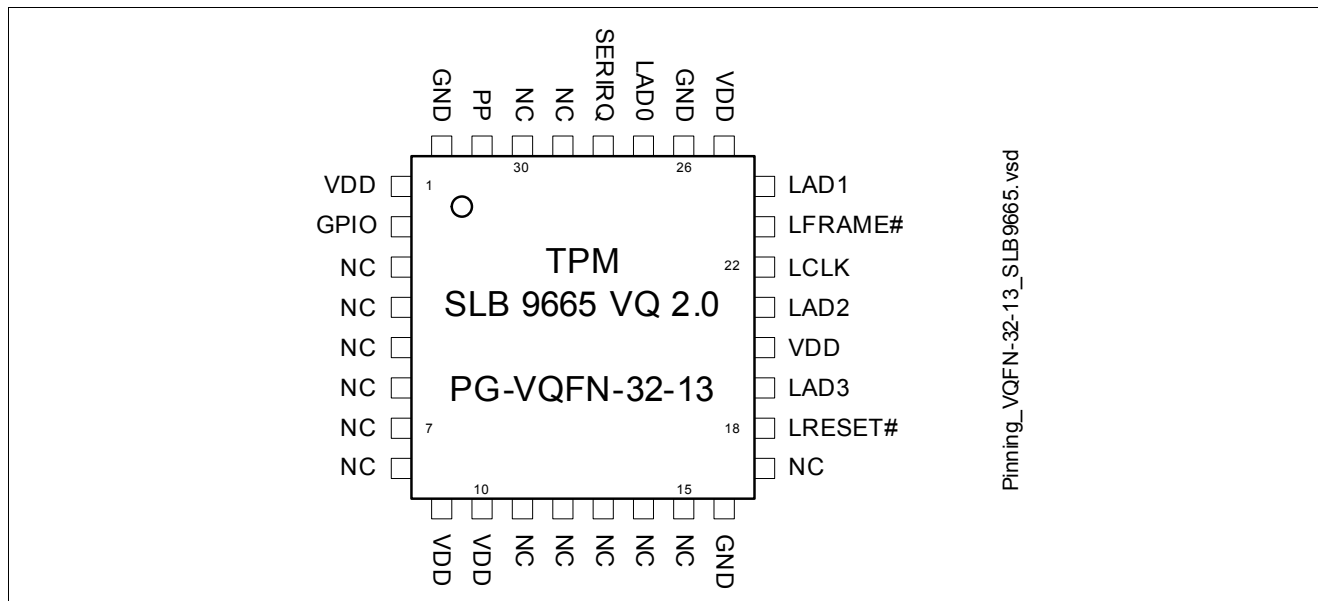 GND
PP
NC
NC
SERIRQ
LAD0
GND
VDD
30
26
VDD
GPIO
NC
NC
NC
NC
NC
NC
1
7
TPM
SLB 9665 VQ 2.0
PG-VQFN-32-13
22
18
LAD1
LFRAME#
LCLK
LAD2
VDD
LAD3
LRESET#
NC
10
15
VDD
VDD
NC
NC
NC
NC
NC
GND
Pinning_VQFN-32-13_SLB9665.vsd